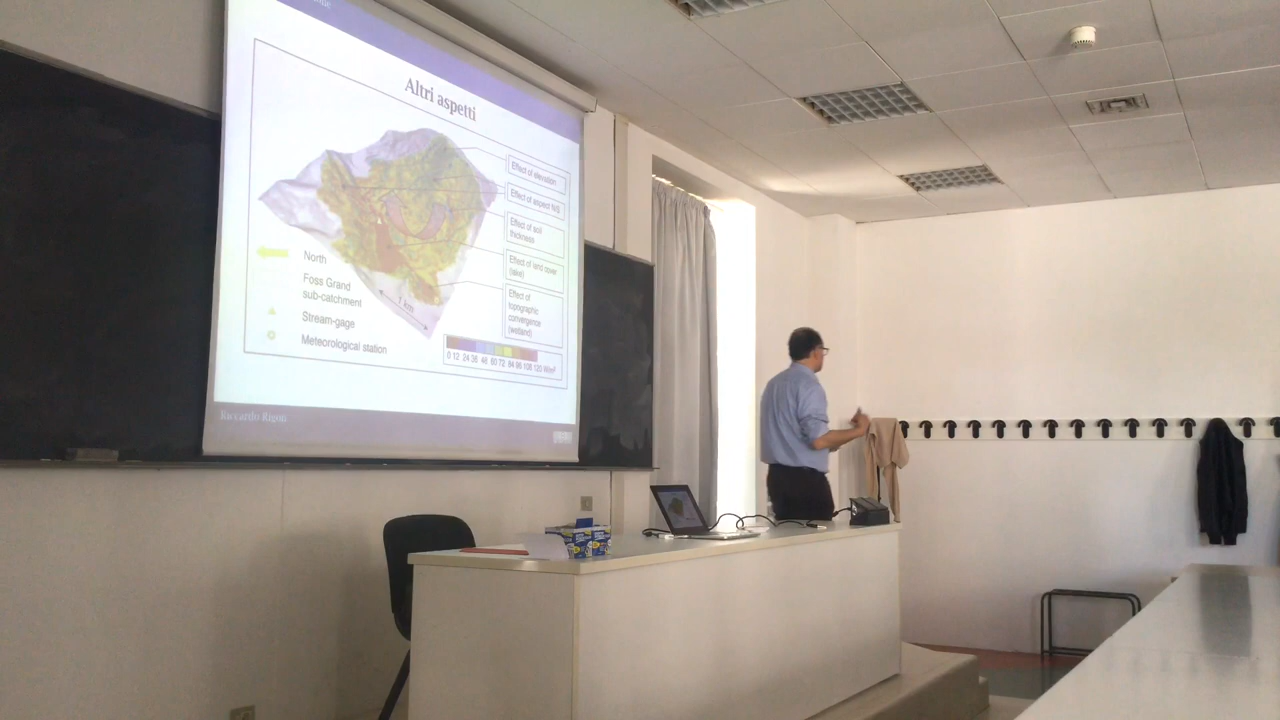 Altri aspetti
Effect of elevation
Effect of aspect N/S
Effect of soil
thickness
Effect of land cover
(lake)
Effect of
topographic
convergence
(wetland)
North
Foss Grand
sub-catchment
Stream-gage
Meteorological station
1 km
0 12 24 36 48 60 72 84 96 108 120 W/m²
Riccardo Rigon